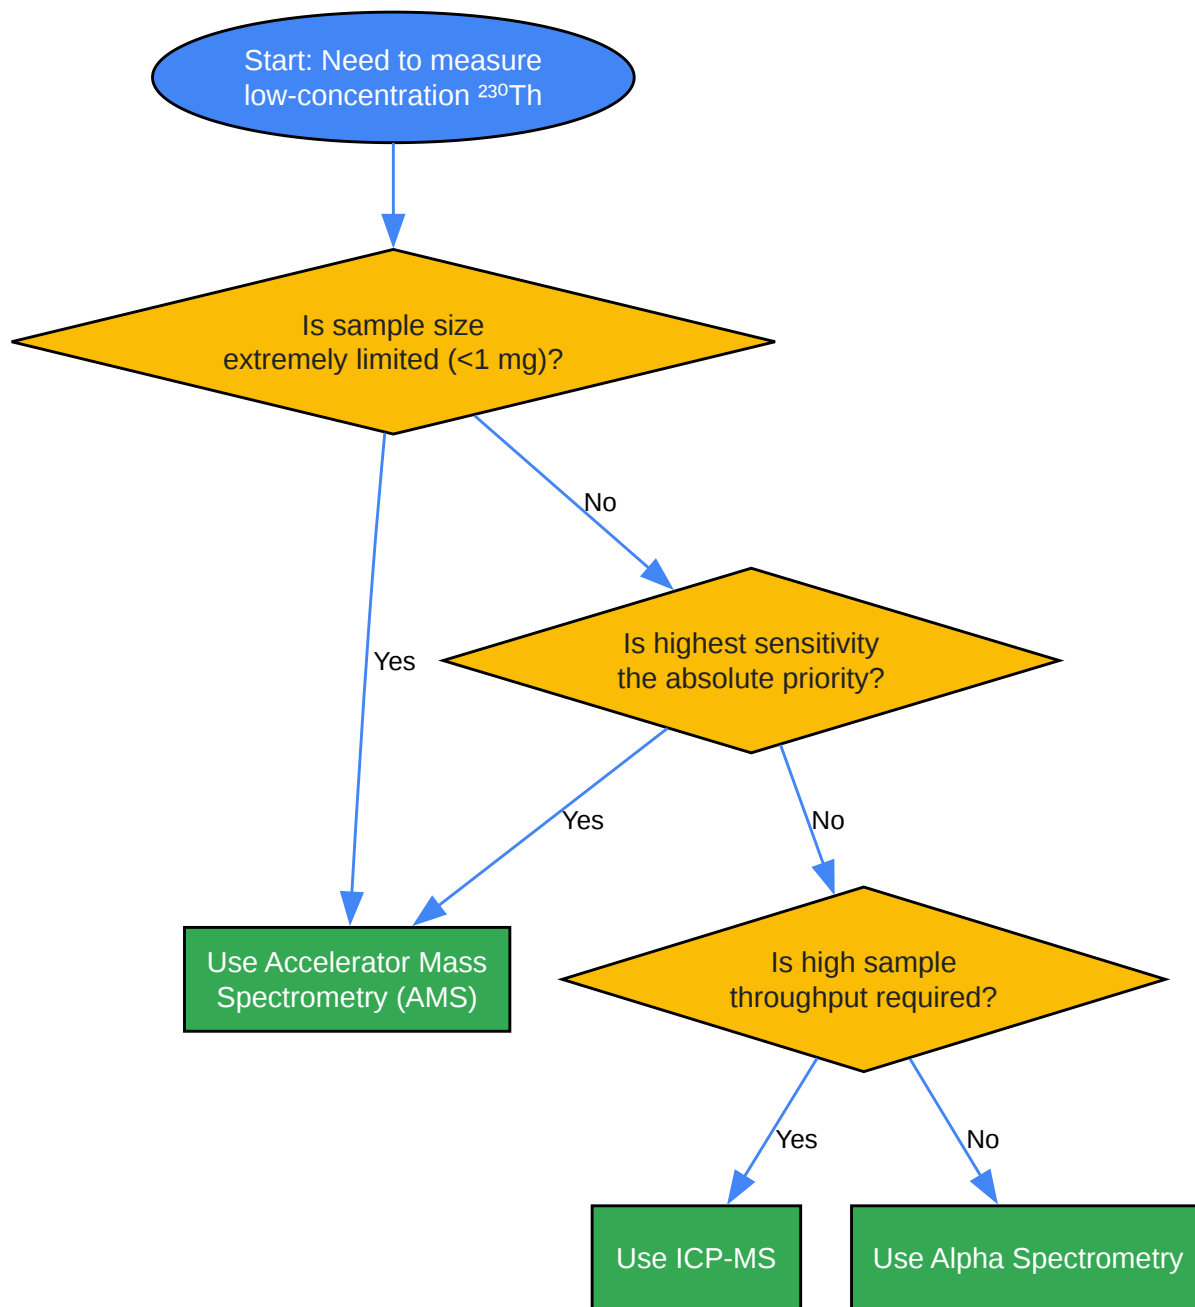 Start: Need to measure
low-concentration ²³⁰Th
Is sample size
extremely limited (<1 mg)?
No
Is highest sensitivity
the absolute priority?
Yes
Yes
No
Use Accelerator Mass
Spectrometry (AMS)
Is high sample
throughput required?
Yes
No
Use ICP-MS
Use Alpha Spectrometry